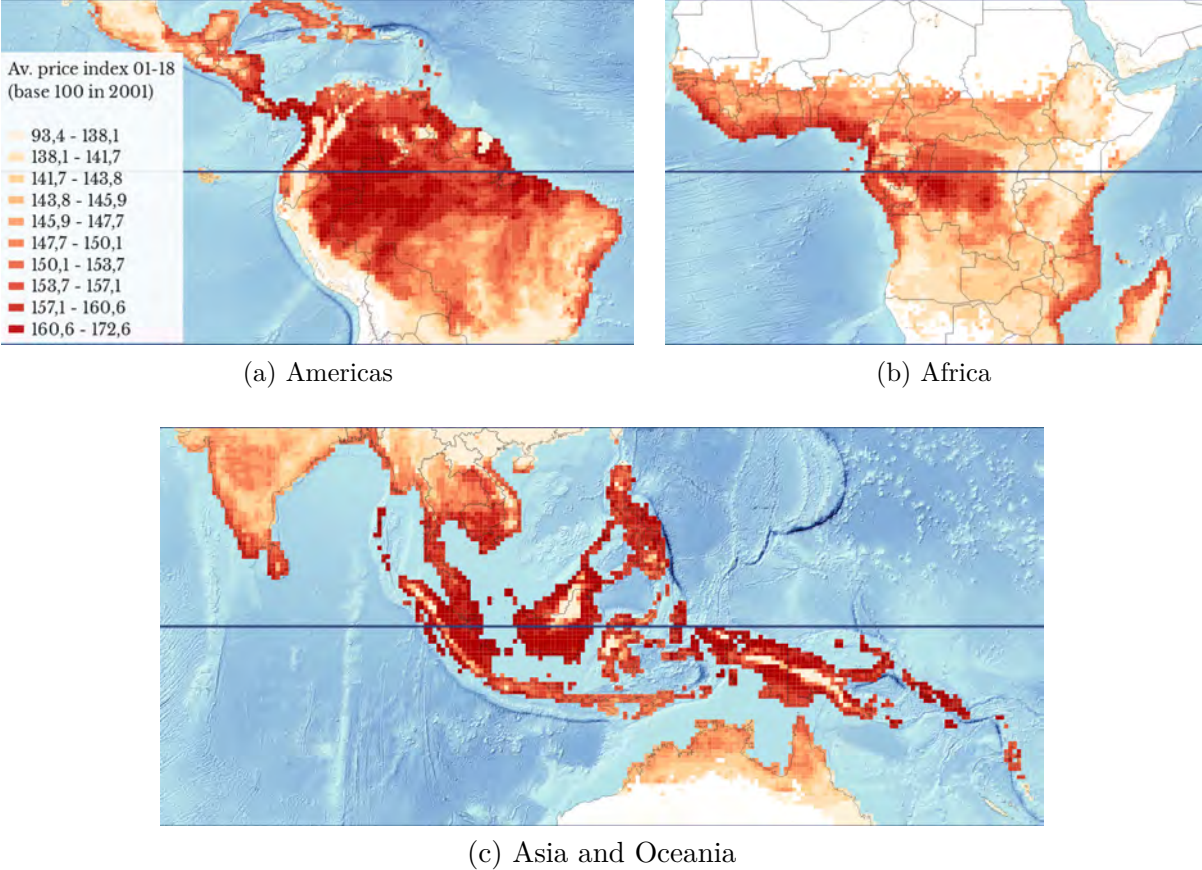 Av. price index 01-18
(base 100 in 2001)
93,4 - 138,1
138,1 - 141,7
141,7 - 143,8
143,8 - 145,9
145,9 - 147,7
147,7 - 150,1
150,1 - 153,7
153,7 - 157,1
157,1 - 160,6
160,6 - 172,6
(a) Americas
(b) Africa
(c) Asia and Oceania